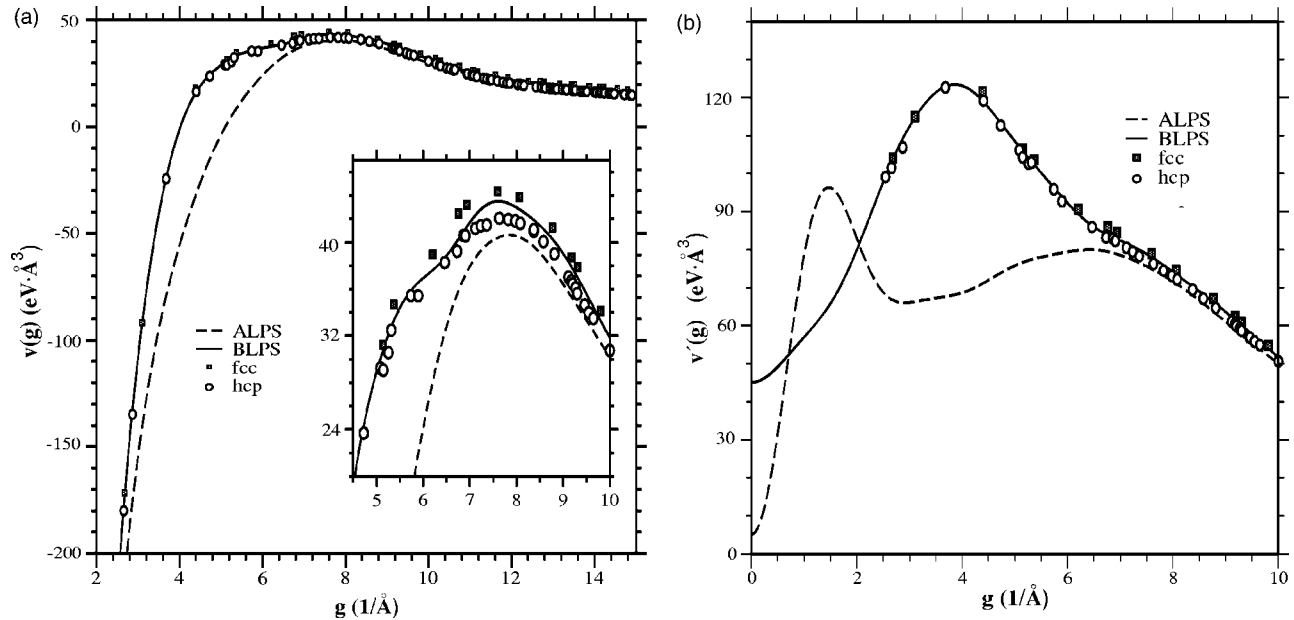 (a)
50
0
-50
-100
-150
-200
v(g) (eV·Å³)
2 4 6 8 10 12 14
g (1/Å)
ALPS
BLPS
fcc
hcp
40
32
24
5 6 7 8 9 10
(b)
120
90
60
30
0
v´(g) (eV·Å³)
ALPS
BLPS
fcc
hcp
0 2 4 6 8 10
g (1/Å)